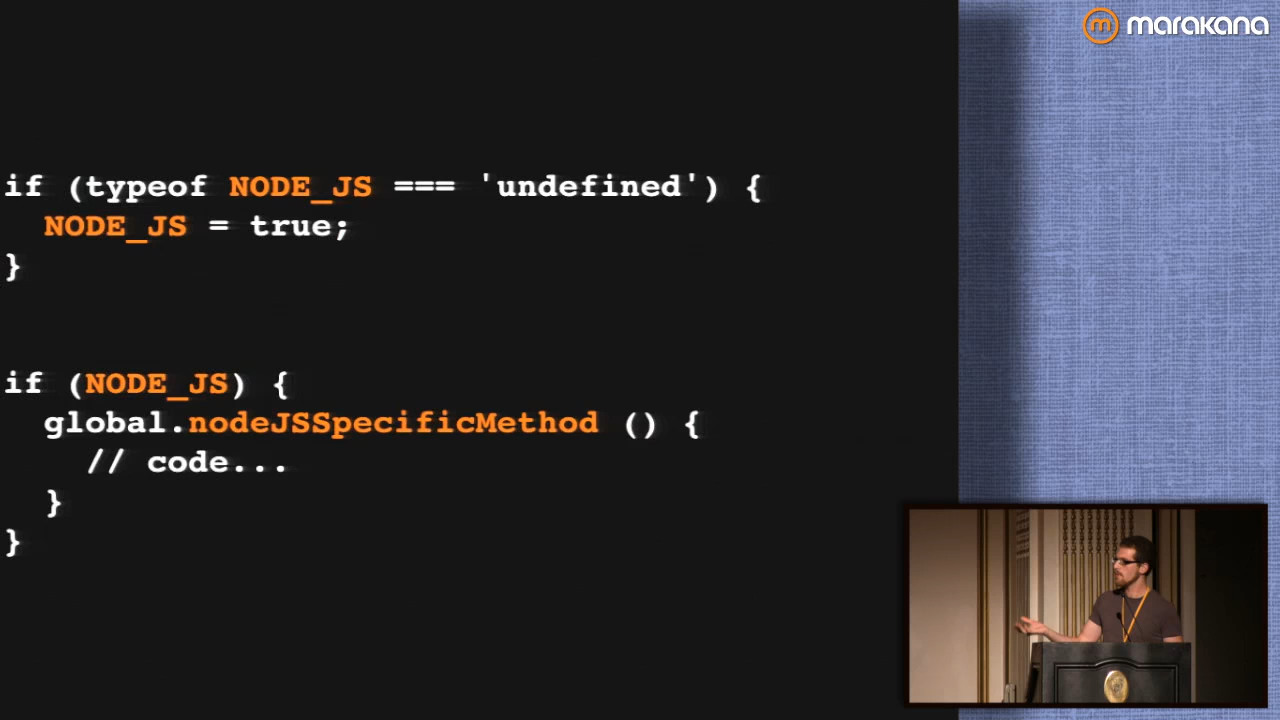 marakana
if (typeof NODE_JS === 'undefined') {
  NODE_JS = true;
}
if (NODE_JS) {
  global.nodeJSSpecificMethod () {
    // code...
  }
}